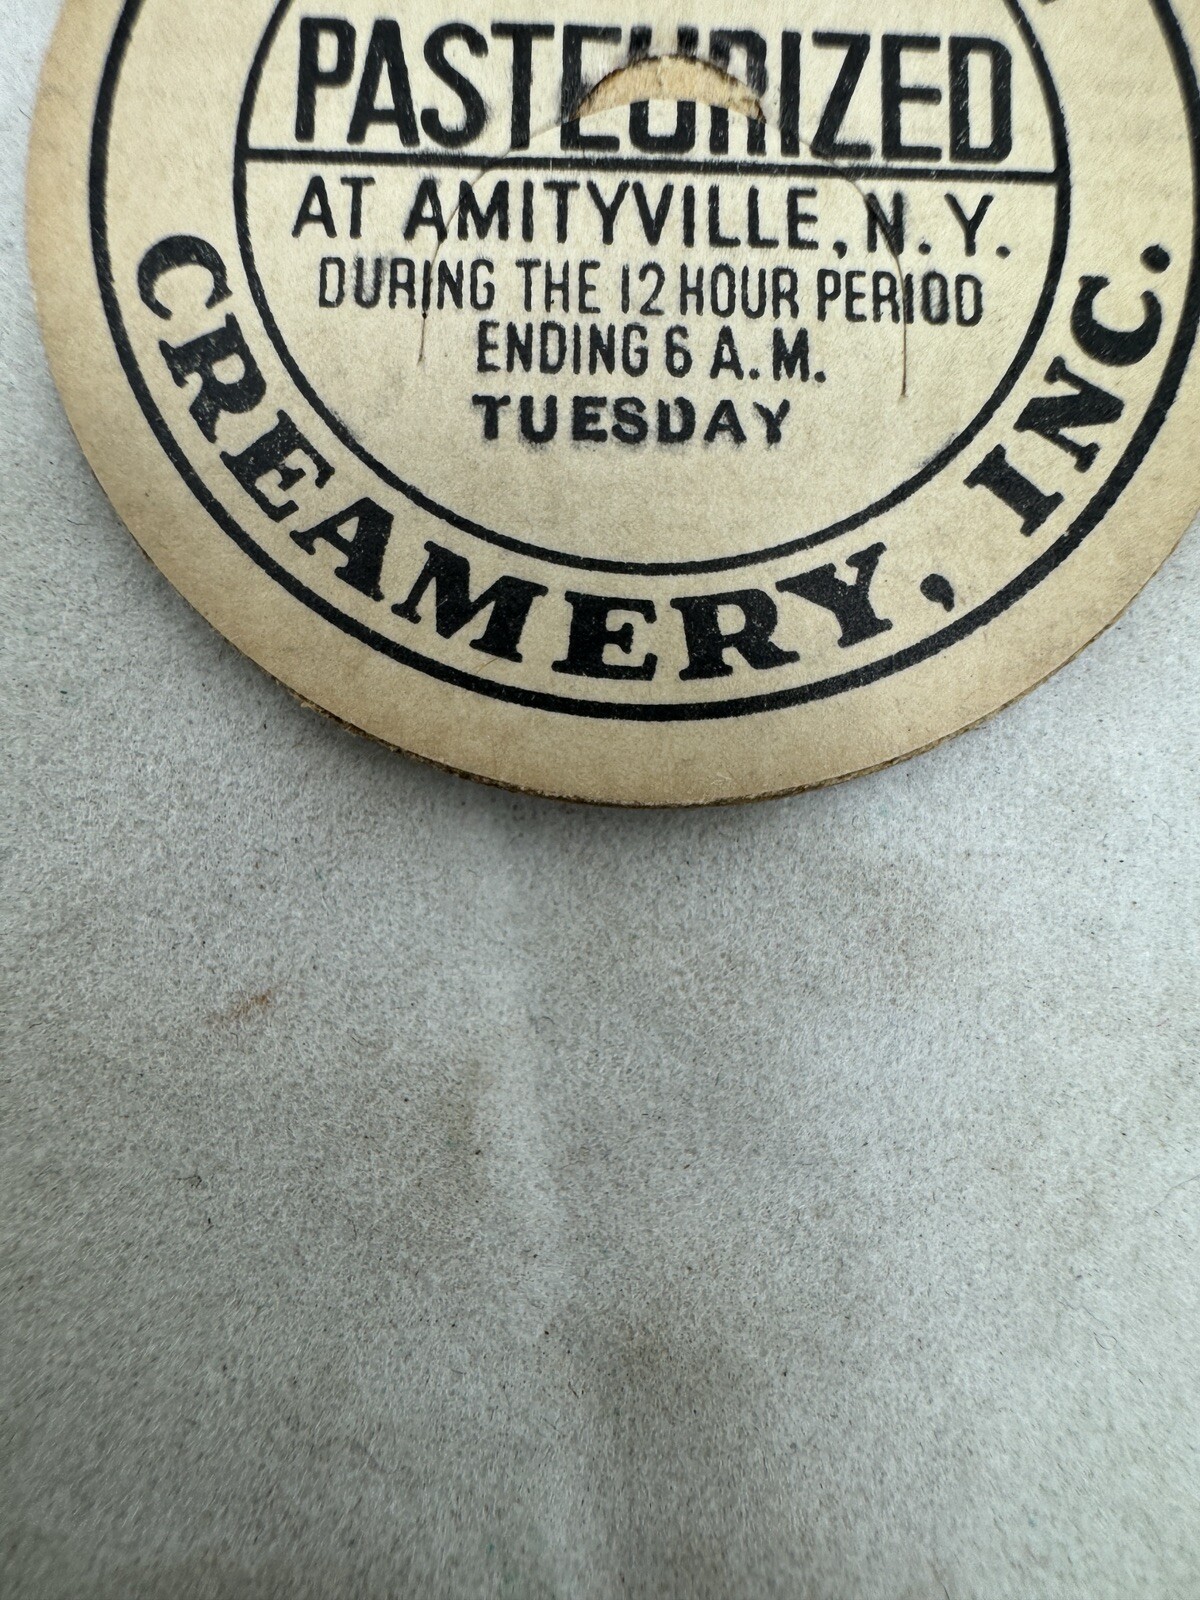 PASTEURIZED
AT AMITYVILLE, N.Y.
DURING THE 12 HOUR PERIOD
ENDING 6 A.M.
TUESDAY
CREAMERY, INC.